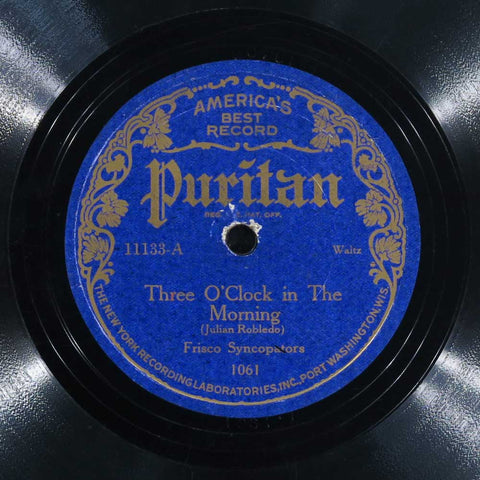 AMERICA'S
BEST
RECORD
Puritan
REG. U.S. PAT. OFF.
11133-A
Waltz
Three O'Clock in The
Morning
(Julian Robledo)
Frisco Syncopators
1061
THE NEW YORK RECORDING LABORATORIES, INC., PORT WASHINGTON, WIS.